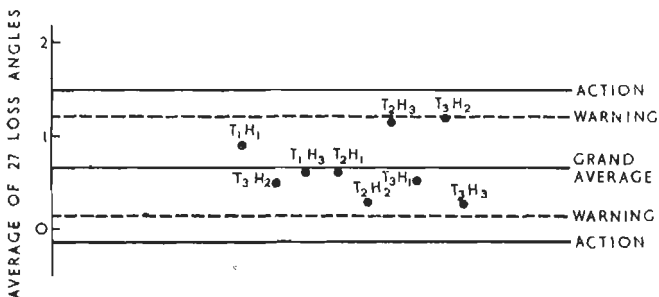 AVERAGE OF 27 LOSS ANGLES
2
ACTION
T2H3 T3H2
WARNING
1
T1H1
T1H3 T2H1
GRAND
AVERAGE
T3H2
T3H1
T2H2
T3H3
WARNING
0
ACTION